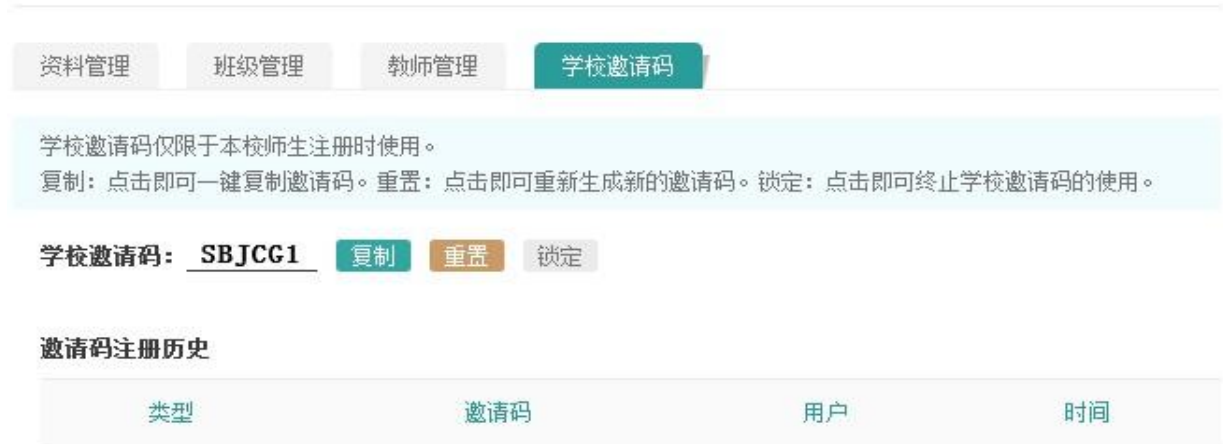 资料管理 班级管理 教师管理 学校邀请码
学校邀请码仅限于本校师生注册时使用。
复制：点击即可一键复制邀请码。重置：点击即可重新生成新的邀请码。锁定：点击即可终止学校邀请码的使用。
学校邀请码：SBJCG1 复制 重置 锁定
邀请码注册历史
类型 邀请码 用户 时间